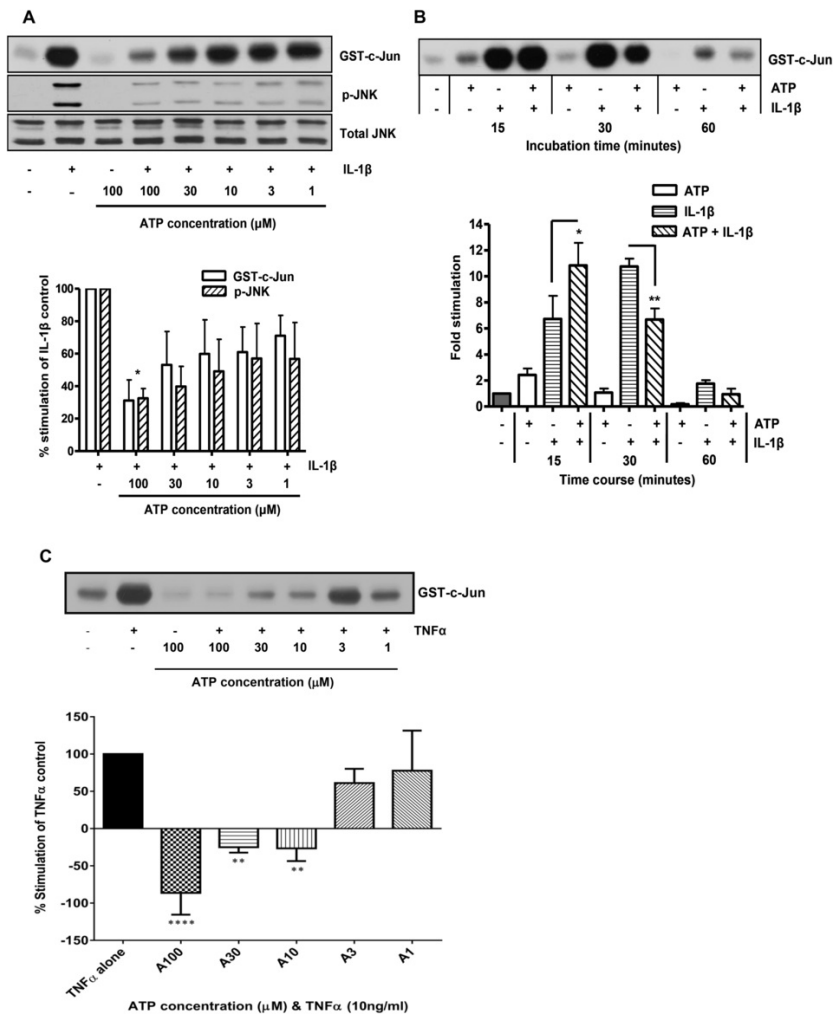 A
GST-c-Jun
p-JNK
Total JNK
- + - + + + + + IL-1β
- - 100 100 30 10 3 1
ATP concentration (μM)
GST-c-Jun
p-JNK
% stimulation of IL-1β control
100
80
60
40
20
0
*
+ + + + + + IL-1β
- 100 30 10 3 1
ATP concentration (μM)
B
GST-c-Jun
- + - + + - + + - + ATP
- - + + - + + - + + IL-1β
15 30 60
Incubation time (minutes)
ATP
IL-1β
ATP + IL-1β
Fold stimulation
14
12
10
8
6
4
2
0
* **
- + - + + - + + - + ATP
- - + + - + + - + + IL-1β
15 30 60
Time course (minutes)
C
GST-c-Jun
- + - + + + + + TNFα
- - 100 100 30 10 3 1
ATP concentration (μM)
% Stimulation of TNFα control
150
100
50
0
-50
-100
-150
**** ** **
TNFα alone A100 A30 A10 A3 A1
ATP concentration (μM) & TNFα (10ng/ml)